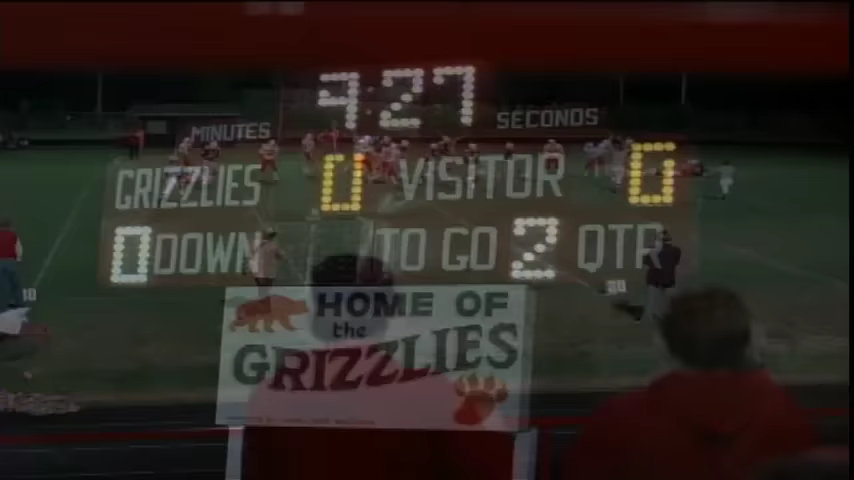 9:27
MINUTES SECONDS
GRIZZLIES 0 VISITOR 0
0 DOWN TO GO 2 QTR
HOME OF
the
GRIZZLIES